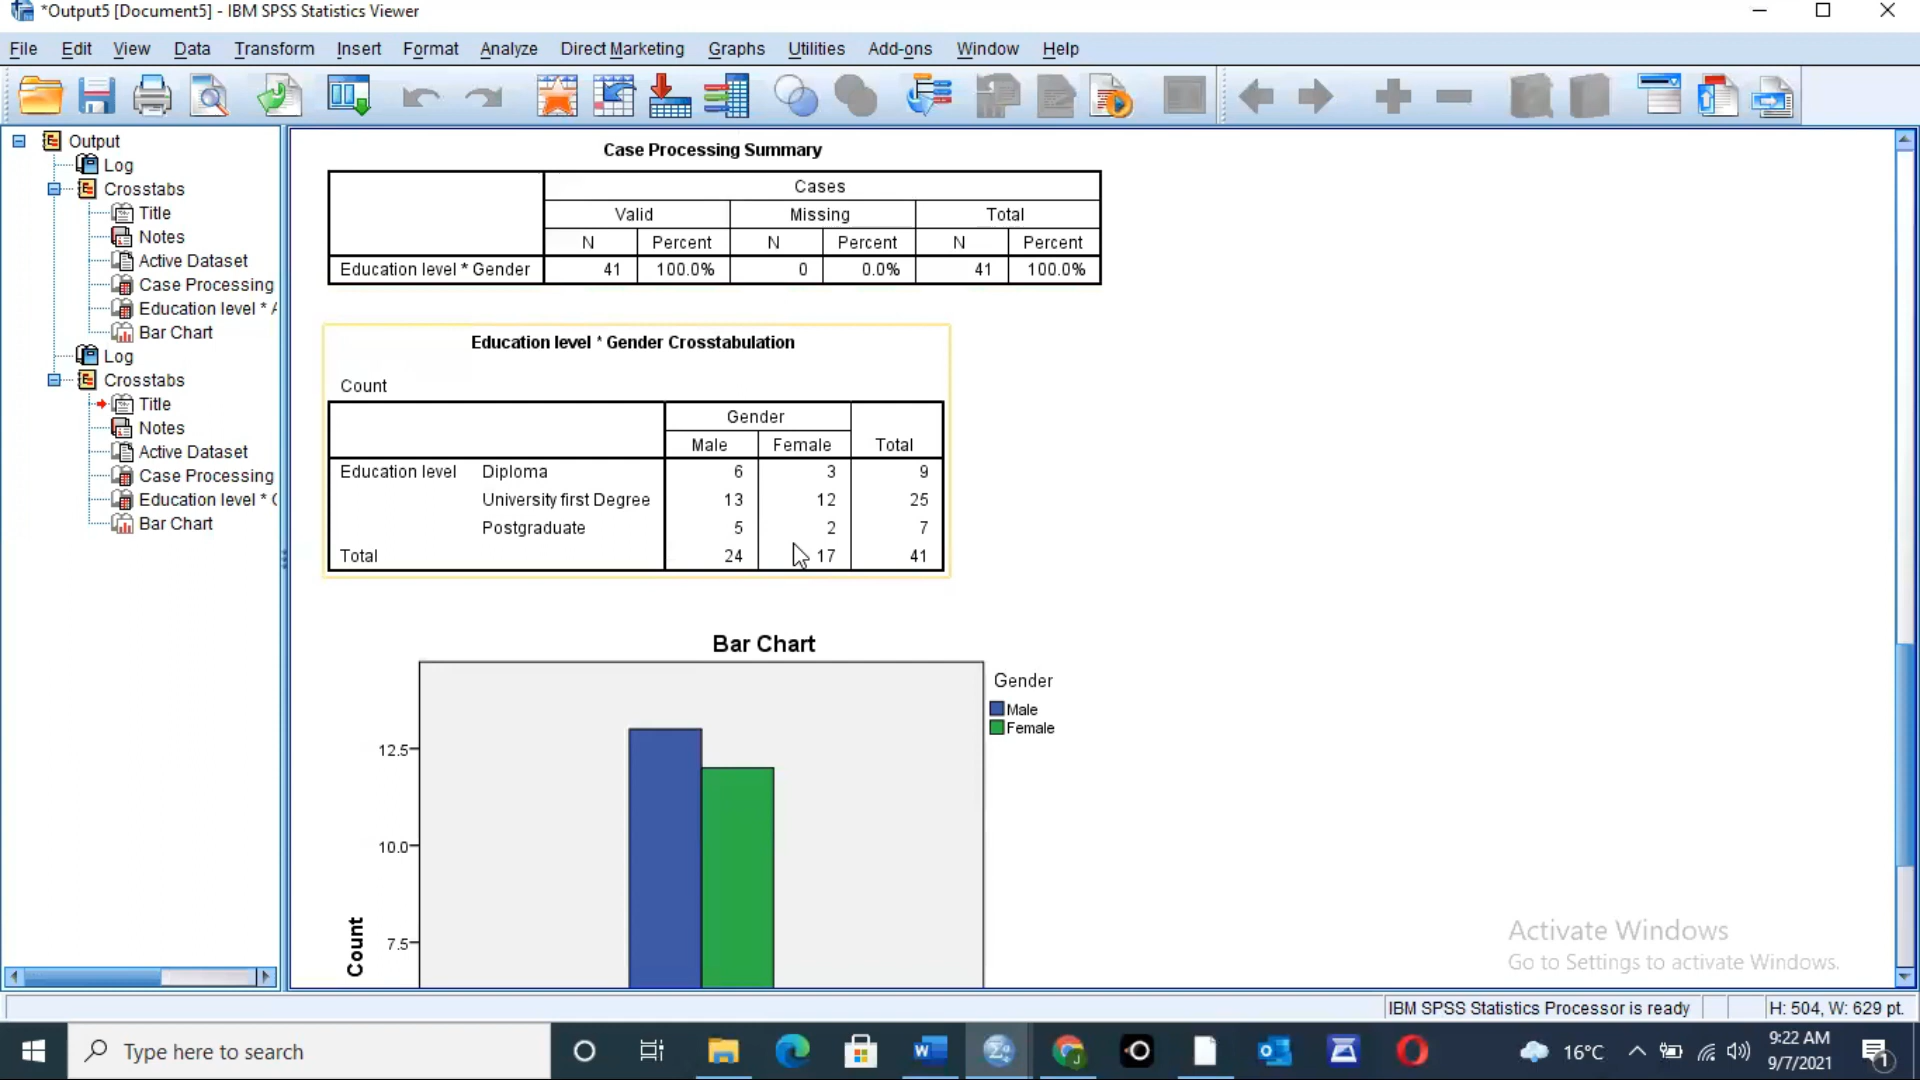 *Output5 [Document5] - IBM SPSS Statistics Viewer
File Edit View Data Transform Insert Format Analyze Direct Marketing Graphs Utilities Add-ons Window Help
Output
Log
Crosstabs
Title
Notes
Active Dataset
Case Processing
Education level * A
Bar Chart
Log
Crosstabs
Title
Notes
Active Dataset
Case Processing
Education level * G
Bar Chart
Case Processing Summary
Cases
Valid Missing Total
N Percent N Percent N Percent
Education level * Gender 41 100.0% 0 0.0% 41 100.0%
Education level * Gender Crosstabulation
Count
Gender
Male Female Total
Education level Diploma 6 3 9
University first Degree 13 12 25
Postgraduate 5 2 7
Total 24 17 41
Bar Chart
Gender
Male
Female
12.5
10.0
7.5
Count
Activate Windows
Go to Settings to activate Windows.
IBM SPSS Statistics Processor is ready H: 504, W: 629 pt.
Type here to search
16°C
9:22 AM
9/7/2021
1